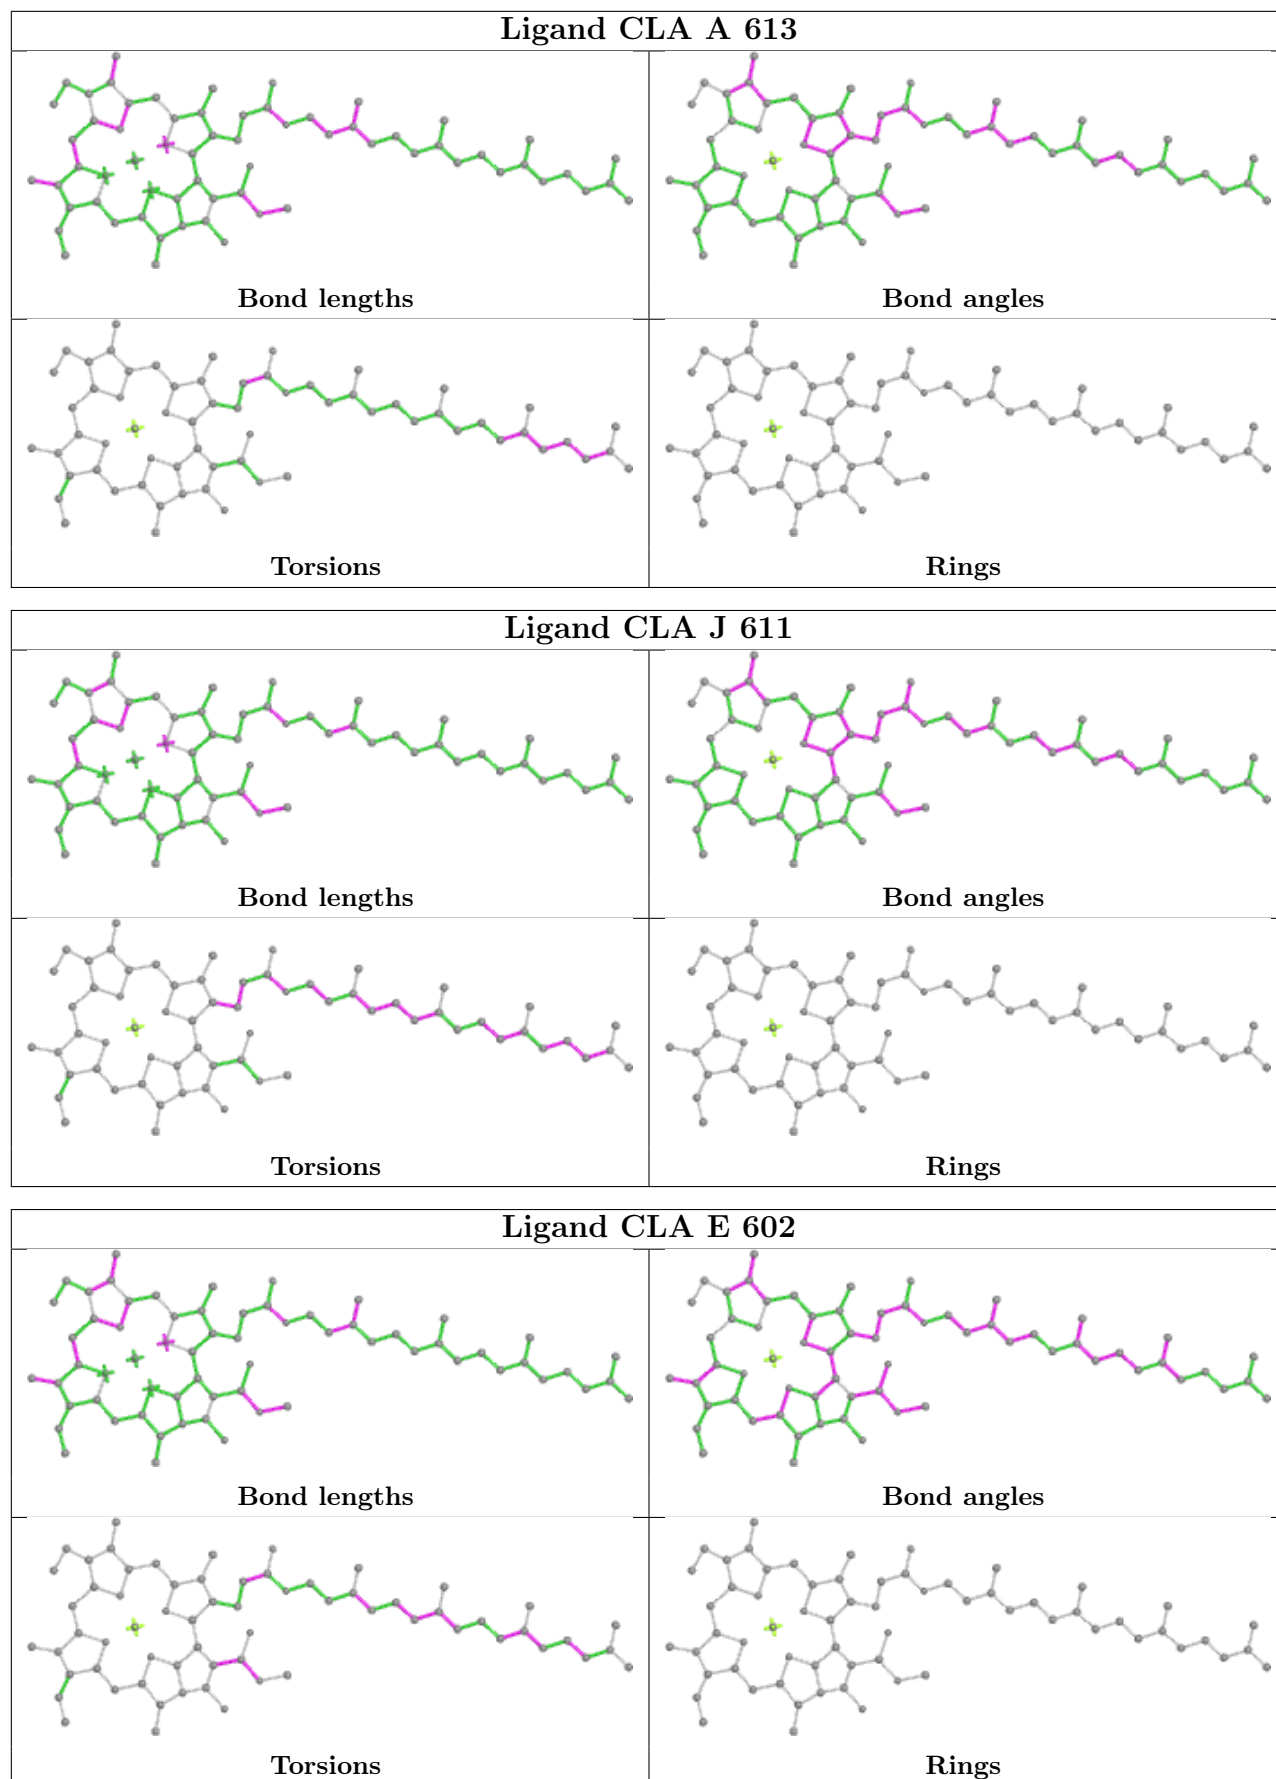 Ligand CLA A 613
Bond lengths
Bond angles
Torsions
Rings
Ligand CLA J 611
Bond lengths
Bond angles
Torsions
Rings
Ligand CLA E 602
Bond lengths
Bond angles
Torsions
Rings